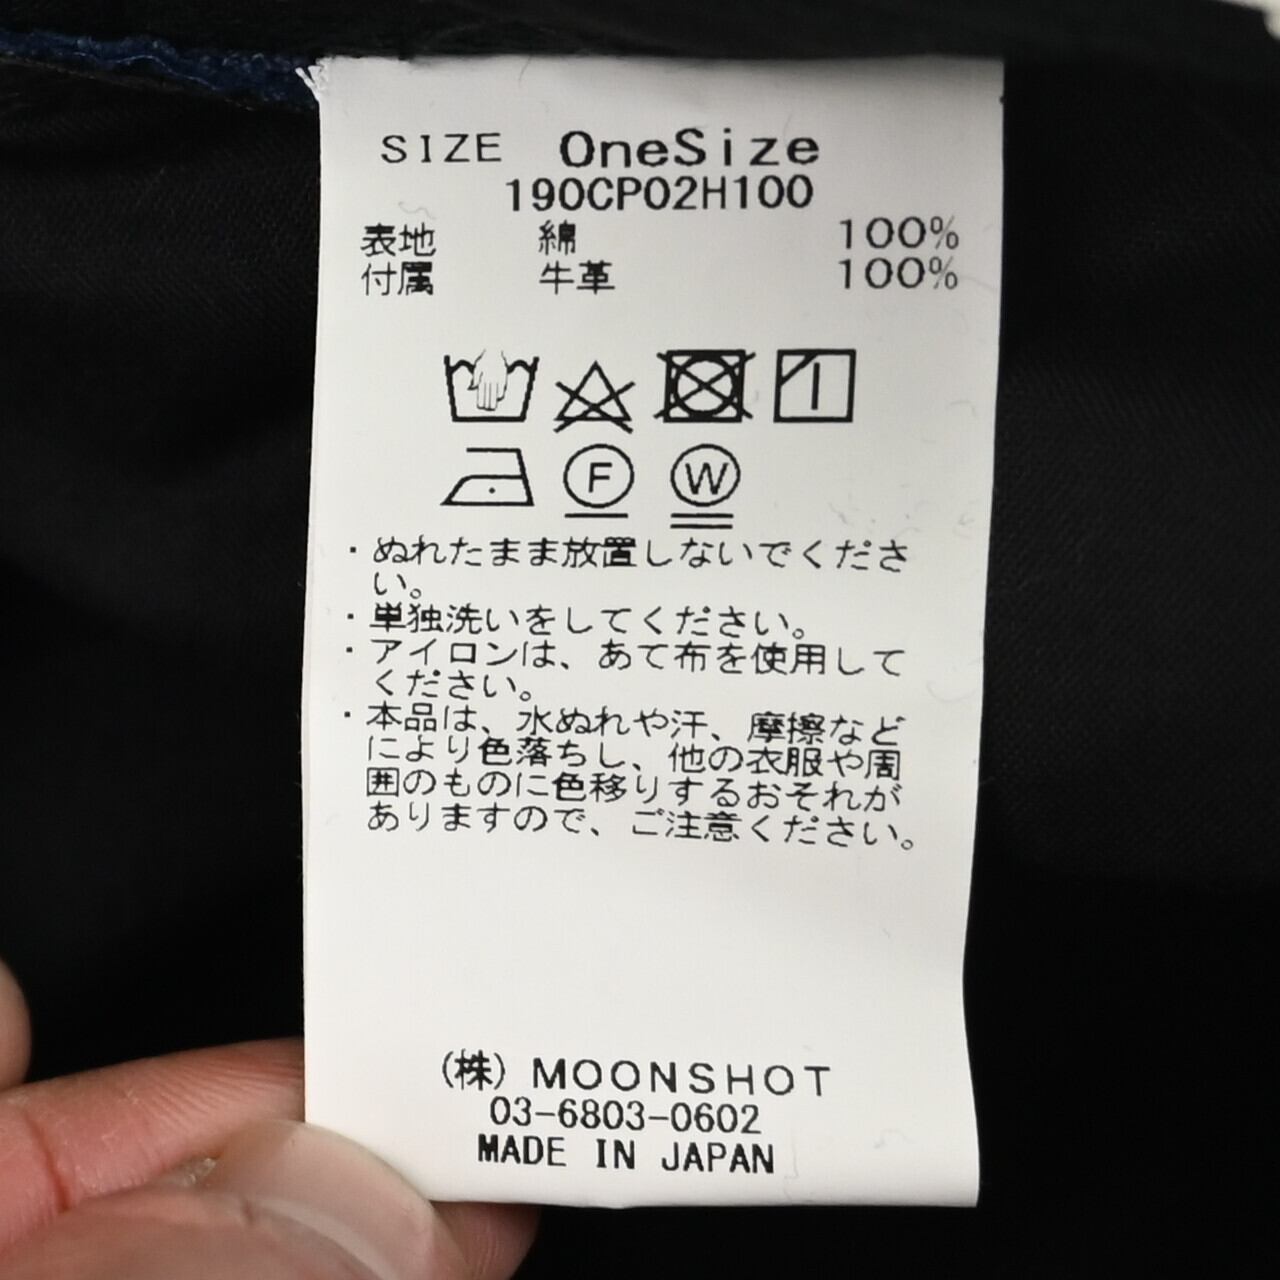 SIZE OneSize
190CP02H100
表地 綿 100%
付属 牛革 100%
F W
・ぬれたまま放置しないでくださ
い。
・単独洗いをしてください。
・アイロンは、あて布を使用して
ください。
・本品は、水ぬれや汗、摩擦など
により色落ちし、他の衣服や周
囲のものに色移りするおそれが
ありますので、ご注意ください。
(株) MOONSHOT
03-6803-0602
MADE IN JAPAN